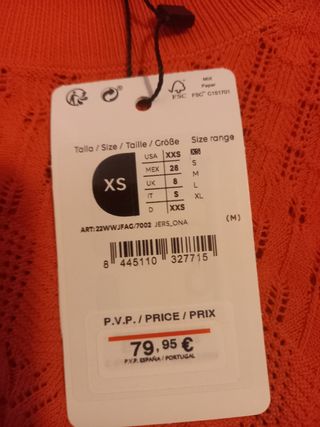 FSC
Mix
Paper
FSC® C151701
Talla / Size / Taille / Größe
Size range
XS
USA XXS
MEX 26
UK 8
IT S
D XXS
S
M
L
XL
ART:22WWJFAG/7002 JERS_ONA
(M)
8 445110 327715
P.V.P. / PRICE / PRIX
79,95 €
P.V.P. ESPAÑA / PORTUGAL